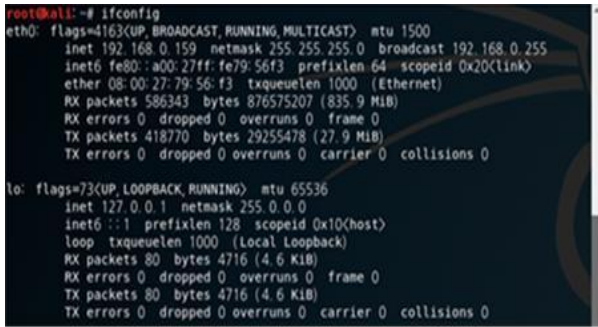 root@kali:~# ifconfig
eth0: flags=4163<UP,BROADCAST,RUNNING,MULTICAST> mtu 1500
inet 192.168.0.159 netmask 255.255.255.0 broadcast 192.168.0.255
inet6 fe80::a00:27ff:fe79:56f3 prefixlen 64 scopeid 0x20<link>
ether 08:00:27:79:56:f3 txqueuelen 1000 (Ethernet)
RX packets 586343 bytes 876575207 (835.9 MiB)
RX errors 0 dropped 0 overruns 0 frame 0
TX packets 418770 bytes 29255478 (27.9 MiB)
TX errors 0 dropped 0 overruns 0 carrier 0 collisions 0
lo: flags=73<UP,LOOPBACK,RUNNING> mtu 65536
inet 127.0.0.1 netmask 255.0.0.0
inet6 ::1 prefixlen 128 scopeid 0x10<host>
loop txqueuelen 1000 (Local Loopback)
RX packets 80 bytes 4716 (4.6 KiB)
RX errors 0 dropped 0 overruns 0 frame 0
TX packets 80 bytes 4716 (4.6 KiB)
TX errors 0 dropped 0 overruns 0 carrier 0 collisions 0